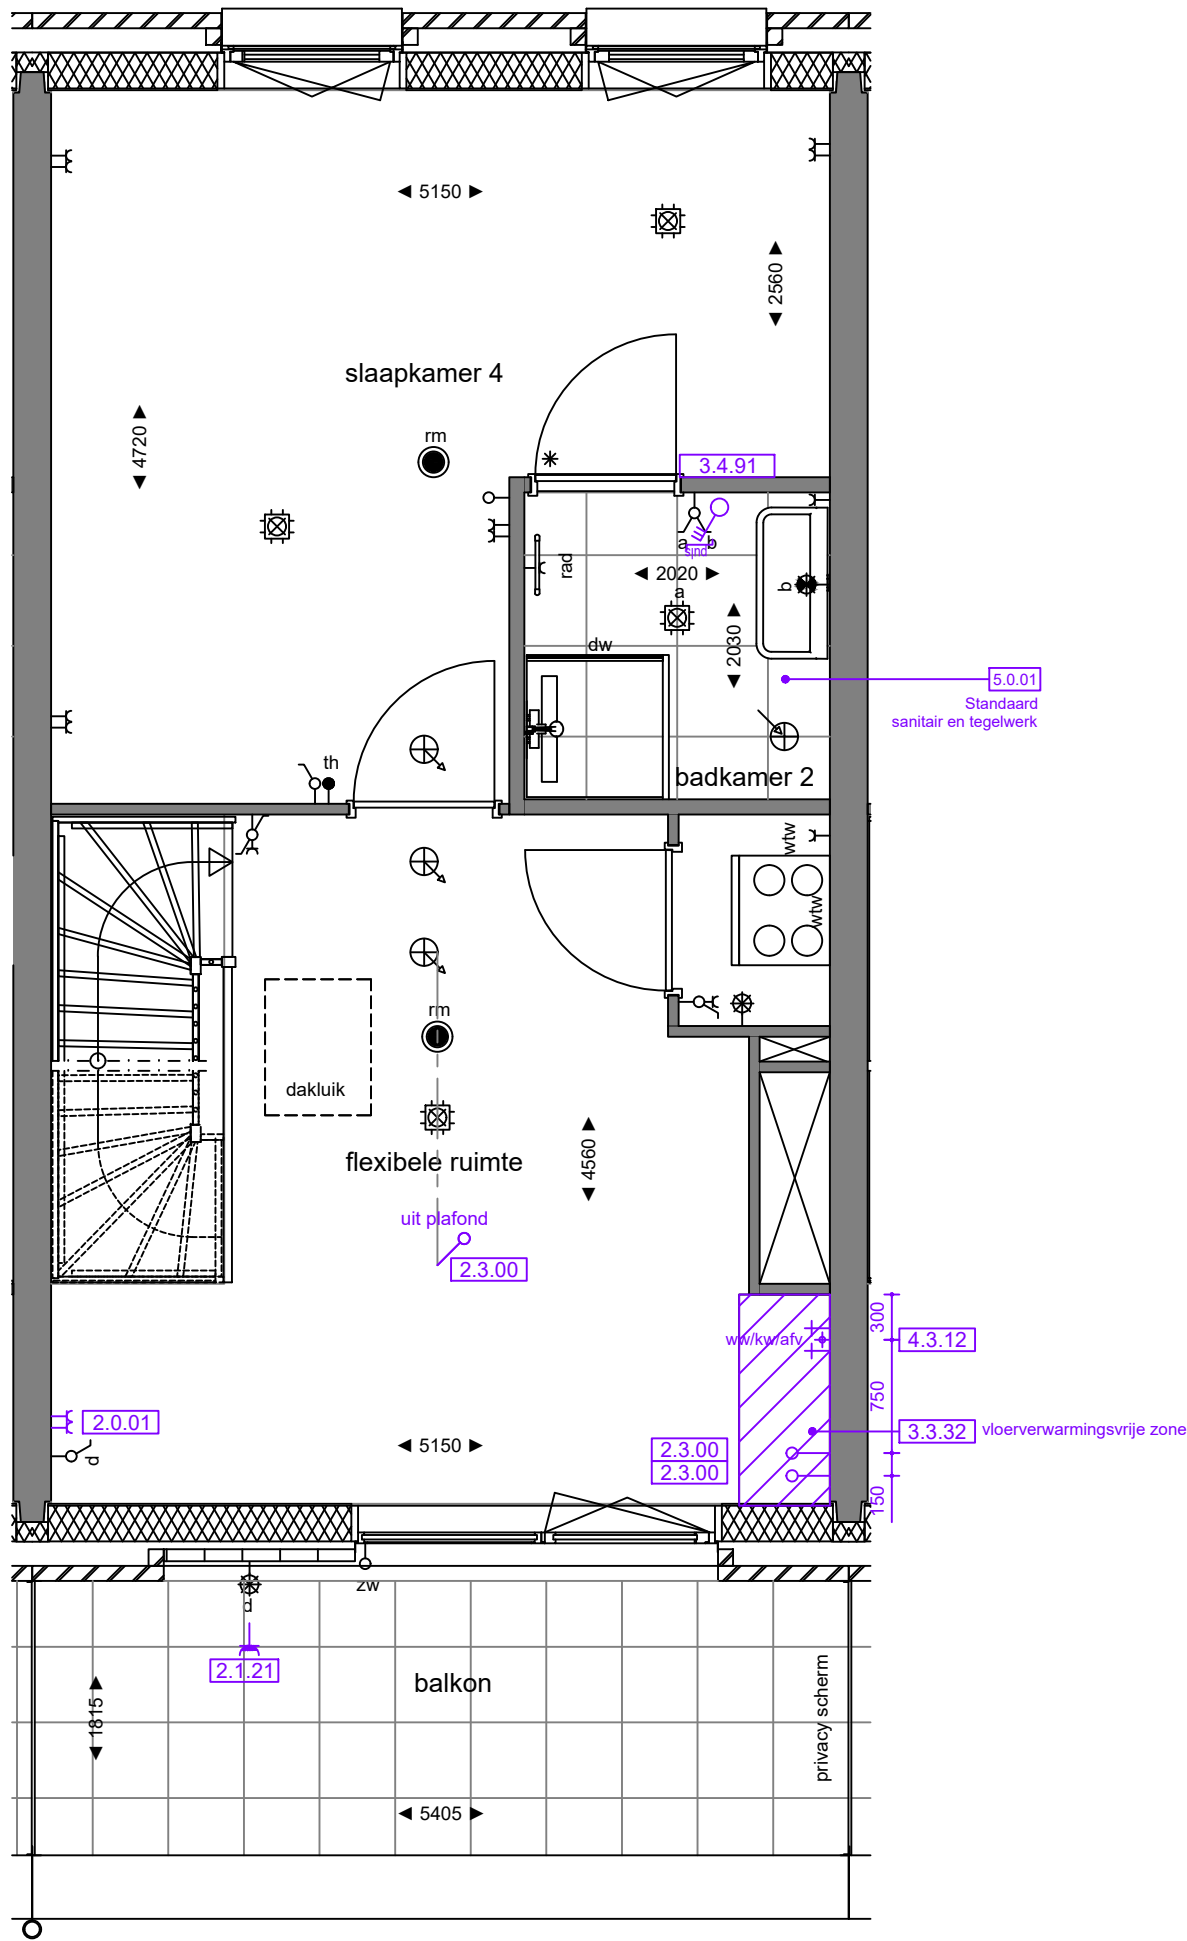 5150
2560
slaapkamer 4
4720
rm
3.4.91
a b
puls
rad
2020
a
b
2030
dw
5.0.01
Standaard
sanitair en tegelwerk
th
badkamer 2
wtw
wtw
rm
dakluik
4560
flexibele ruimte
uit plafond
2.3.00
300
ww/kw/afv
4.3.12
750
2.0.01
3.3.32
vloerverwarmingsvrije zone
5150
d
2.3.00
2.3.00
150
zw
d
2.1.21
balkon
privacy scherm
1815
5405